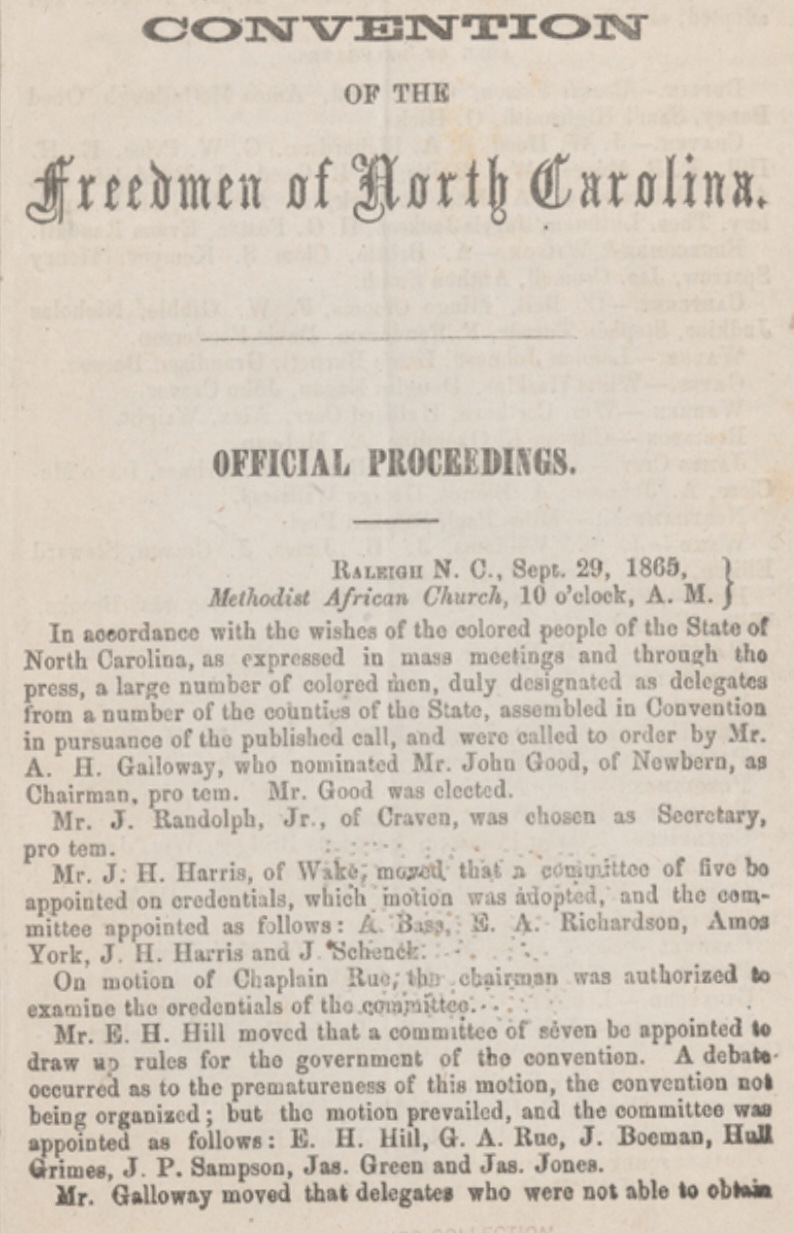 CONVENTION
OF THE
Freedmen of North Carolina.
OFFICIAL PROCEEDINGS.
RALEIGH N. C., Sept. 29, 1865,
Methodist African Church, 10 o'clock, A. M.
In accordance with the wishes of the colored people of the State of
North Carolina, as expressed in mass meetings and through the
press, a large number of colored men, duly designated as delegates
from a number of the counties of the State, assembled in Convention
in pursuance of the published call, and were called to order by Mr.
A. H. Galloway, who nominated Mr. John Good, of Newbern, as
Chairman, pro tem. Mr. Good was elected.
Mr. J. Randolph, Jr., of Craven, was chosen as Secretary,
pro tem.
Mr. J. H. Harris, of Wake, moved that a committee of five be
appointed on credentials, which motion was adopted, and the com-
mittee appointed as follows: A. Bass, E. A. Richardson, Amos
York, J. H. Harris and J. Schenck.
On motion of Chaplain Rue, the chairman was authorized to
examine the credentials of the committee.
Mr. E. H. Hill moved that a committee of seven be appointed to
draw up rules for the government of the convention. A debate
occurred as to the prematureness of this motion, the convention not
being organized; but the motion prevailed, and the committee was
appointed as follows: E. H. Hill, G. A. Rue, J. Boeman, Hull
Grimes, J. P. Sampson, Jas. Green and Jas. Jones.
Mr. Galloway moved that delegates who were not able to obtain